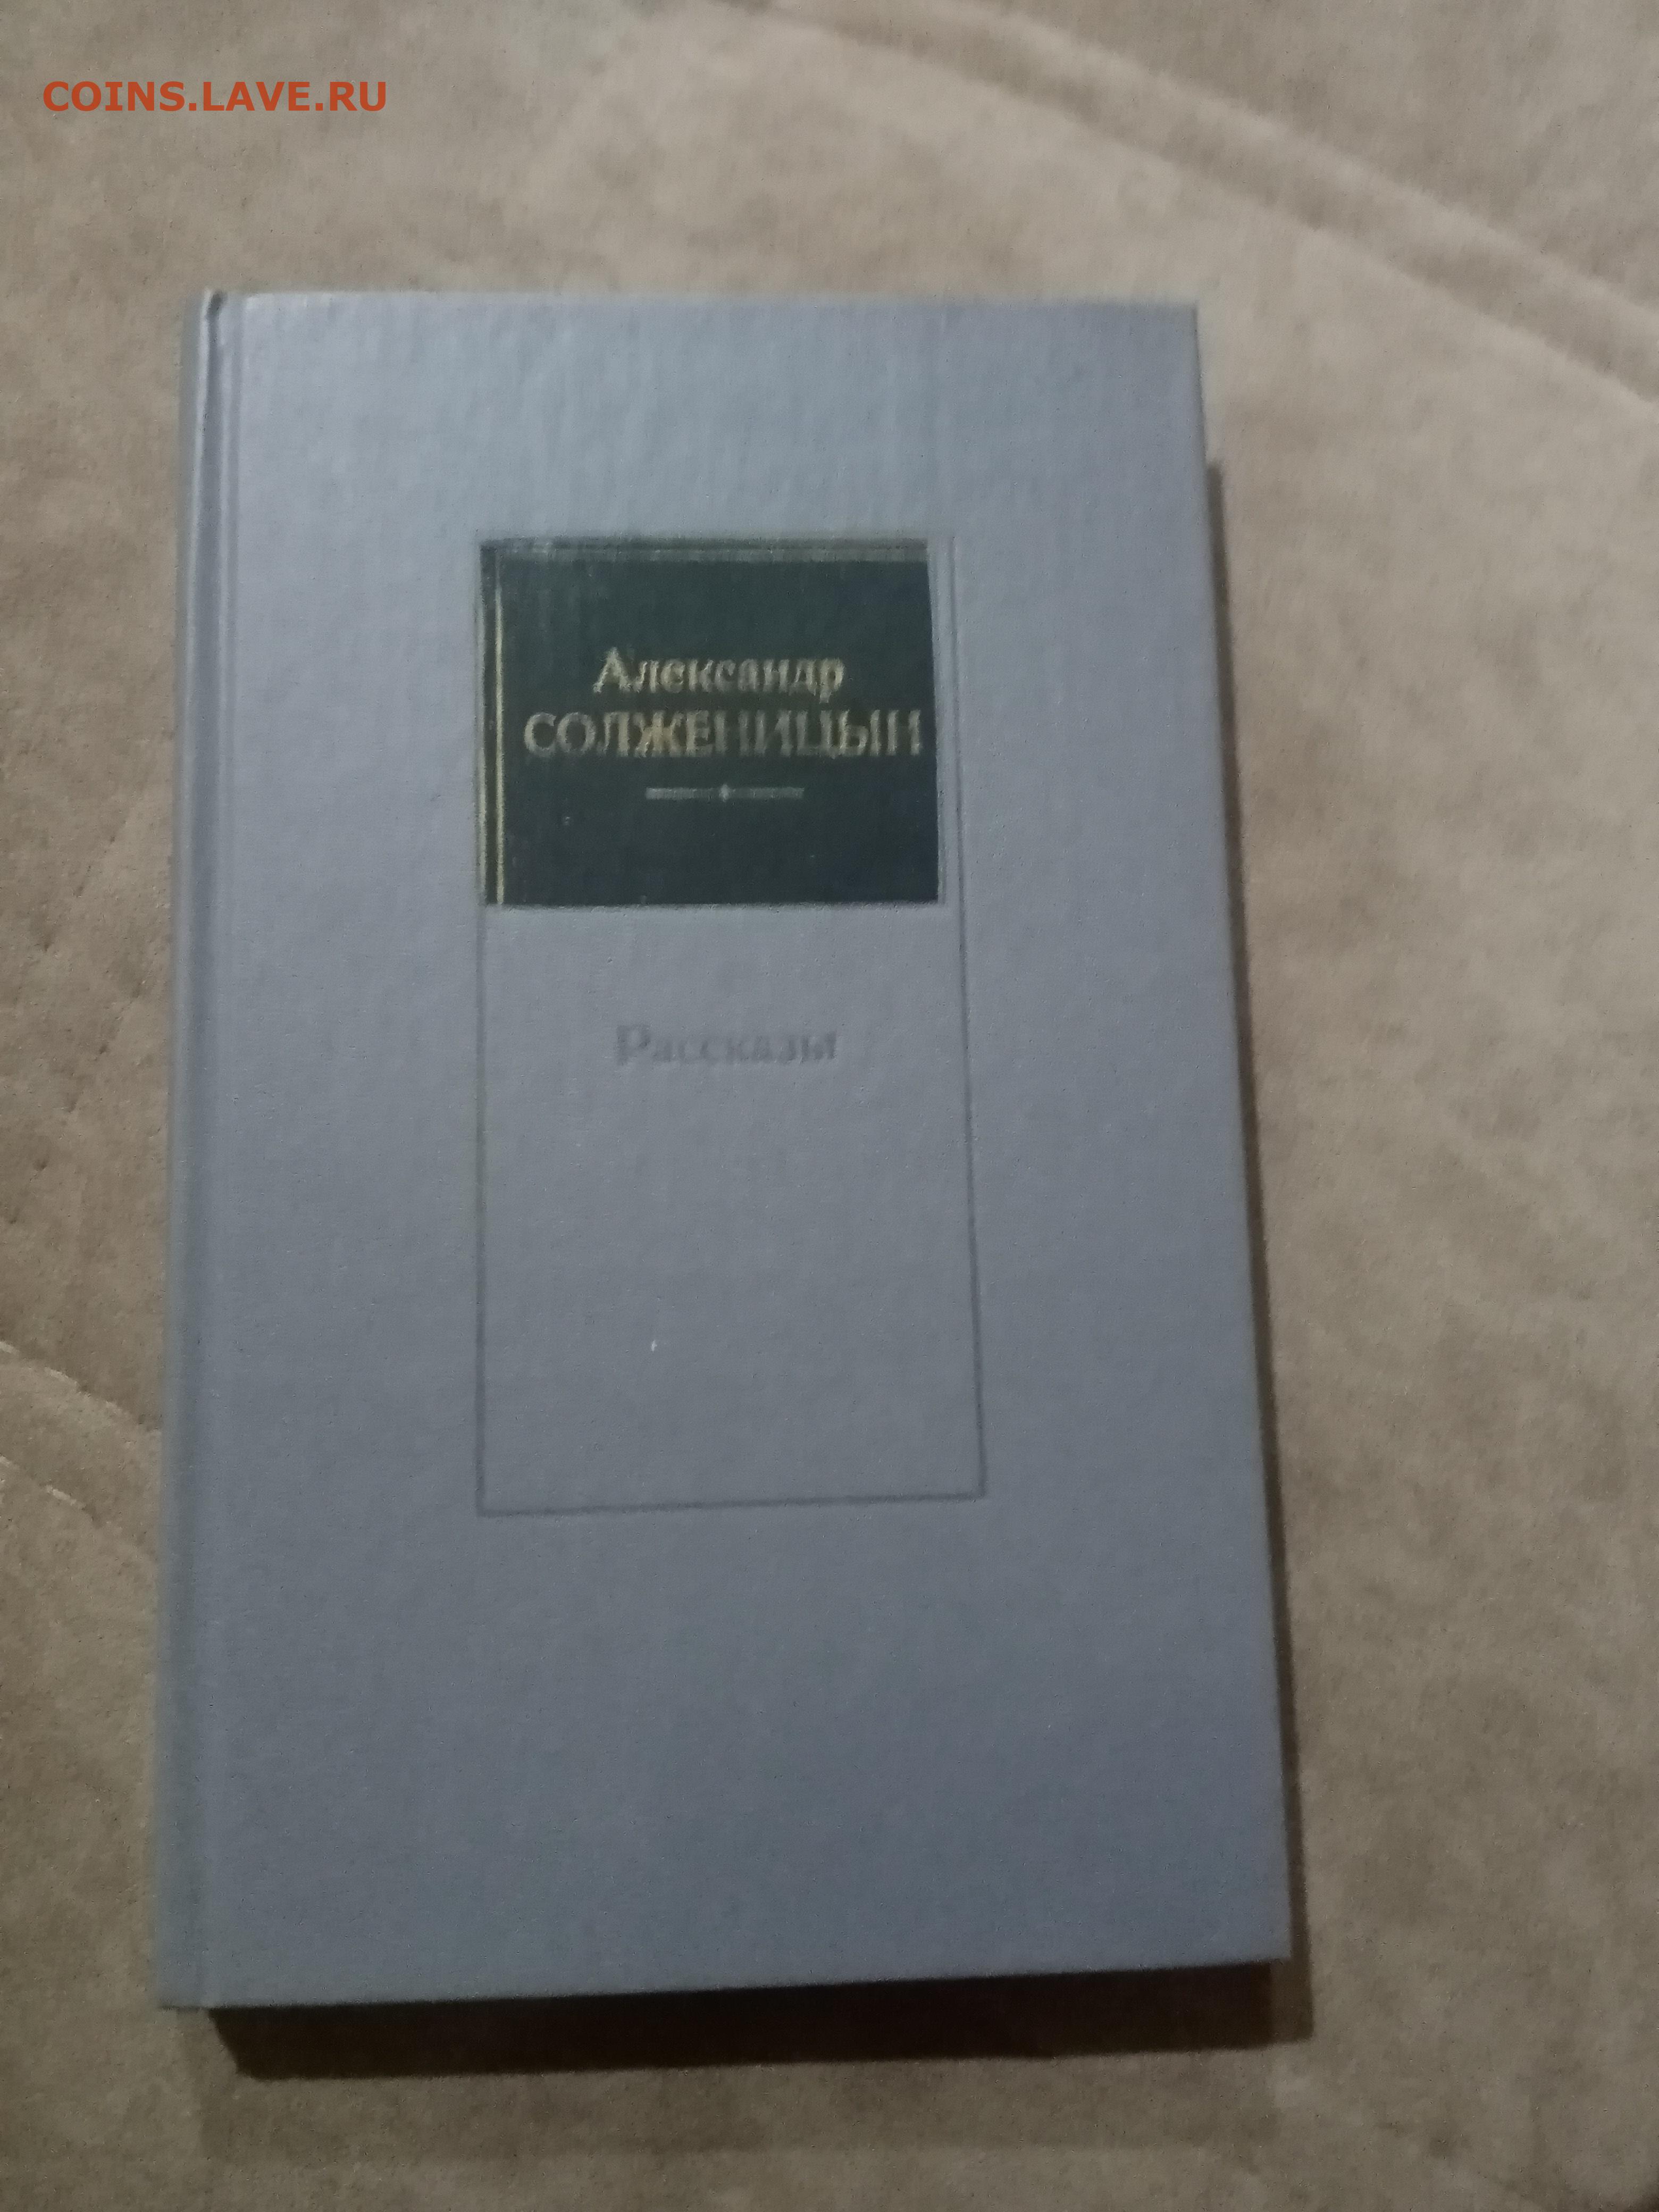 COINS.LAVE.RU
Александр
СОЛЖЕНИЦЫН
Рассказы